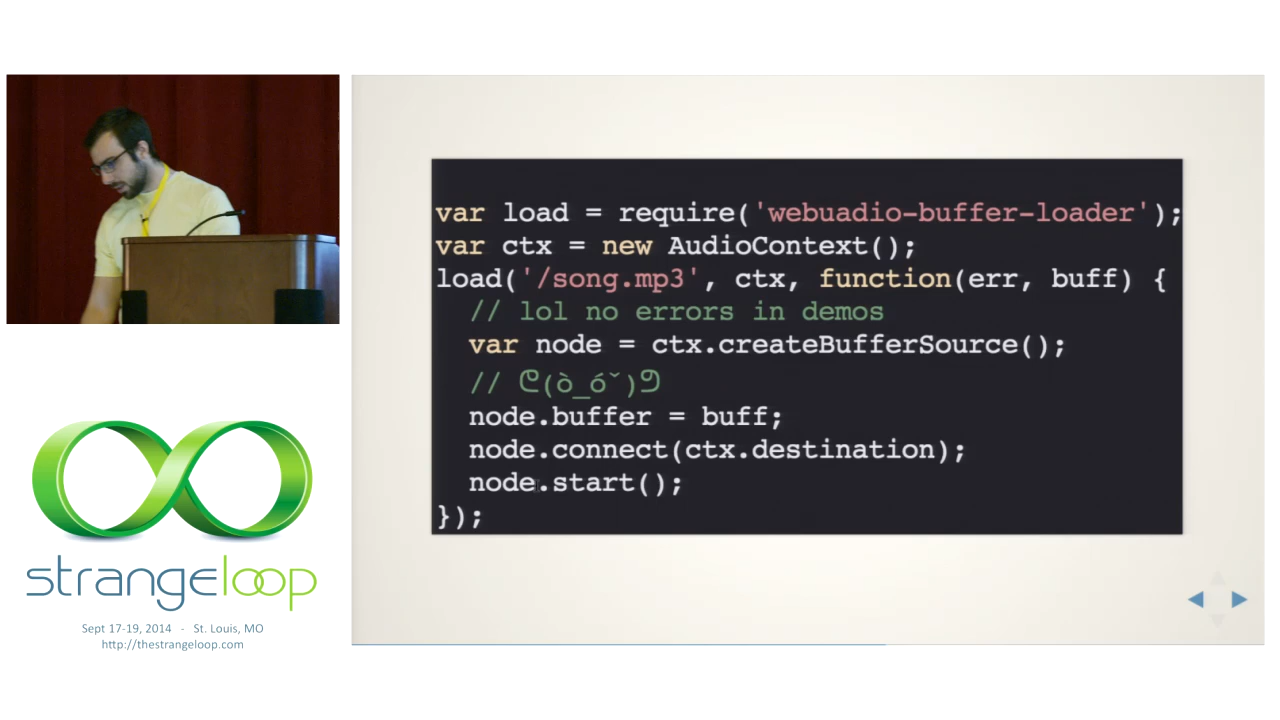 var load = require('webuadio-buffer-loader');
var ctx = new AudioContext();
load('/song.mp3', ctx, function(err, buff) {
// lol no errors in demos
var node = ctx.createBufferSource();
// ᕦ(ò_óˇ)ᕤ
node.buffer = buff;
node.connect(ctx.destination);
node.start();
});
strangeloop
Sept 17-19, 2014 - St. Louis, MO
http://thestrangeloop.com